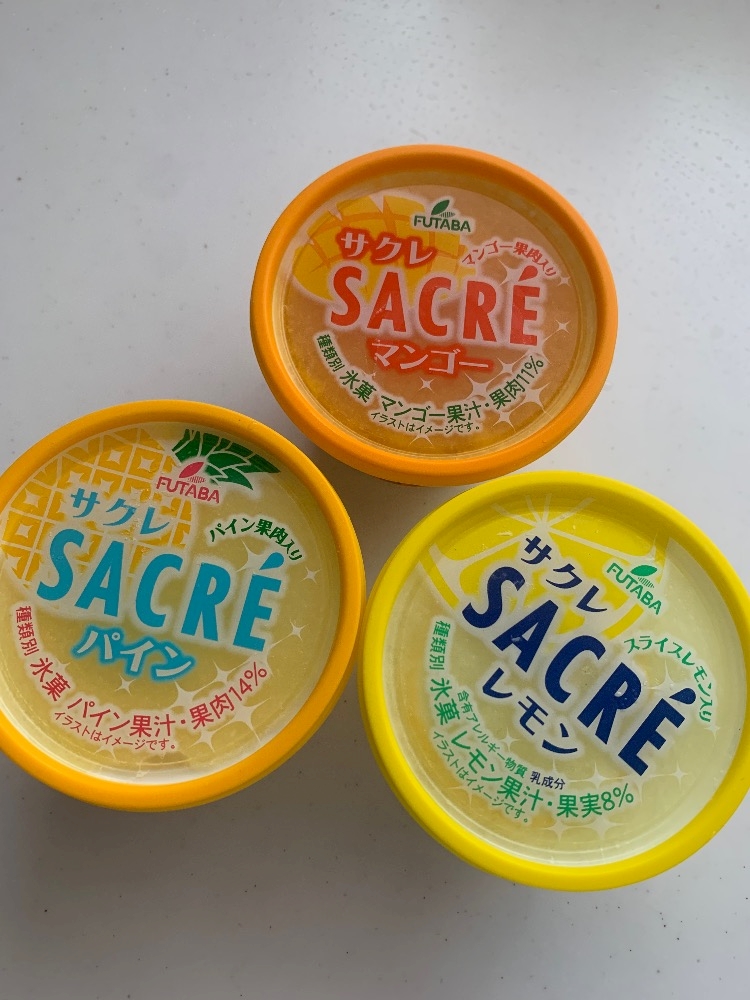 FUTABA
サクレ
マンゴー果肉入り
SACRÉ
マンゴー
種類別 氷菓 マンゴー果汁・果肉11%
イラストはイメージです。
FUTABA
サクレ
パイン果肉入り
SACRÉ
パイン
種類別 氷菓 パイン果汁・果肉14%
イラストはイメージです。
FUTABA
サクレ
スライスレモン入り
SACRÉ
レモン
含有アレルギー物質 乳成分
種類別 氷菓 レモン果汁・果実8%
イラストはイメージです。